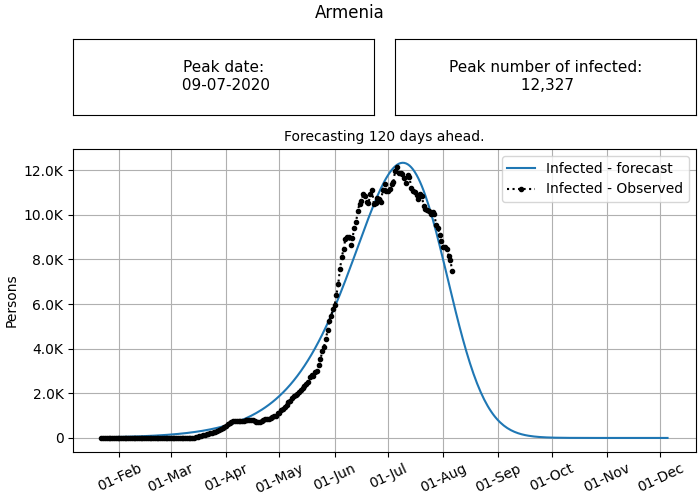 Armenia
Peak date:
09-07-2020
Peak number of infected:
12,327
Forecasting 120 days ahead.
Infected - forecast
Infected - Observed
Persons
12.0K
10.0K
8.0K
6.0K
4.0K
2.0K
0
01-Feb
01-Mar
01-Apr
01-May
01-Jun
01-Jul
01-Aug
01-Sep
01-Oct
01-Nov
01-Dec